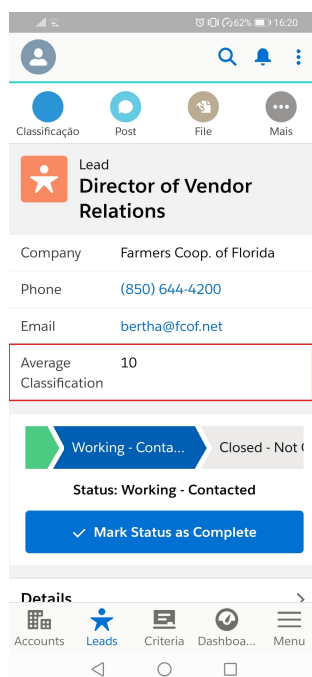 62% 16:20
Classificação Post File Mais
Lead
Director of Vendor
Relations
Company Farmers Coop. of Florida
Phone (850) 644-4200
Email bertha@fcof.net
Average 10
Classification
Working - Conta... Closed - Not
Status: Working - Contacted
Mark Status as Complete
Details
Accounts Leads Criteria Dashboa... Menu